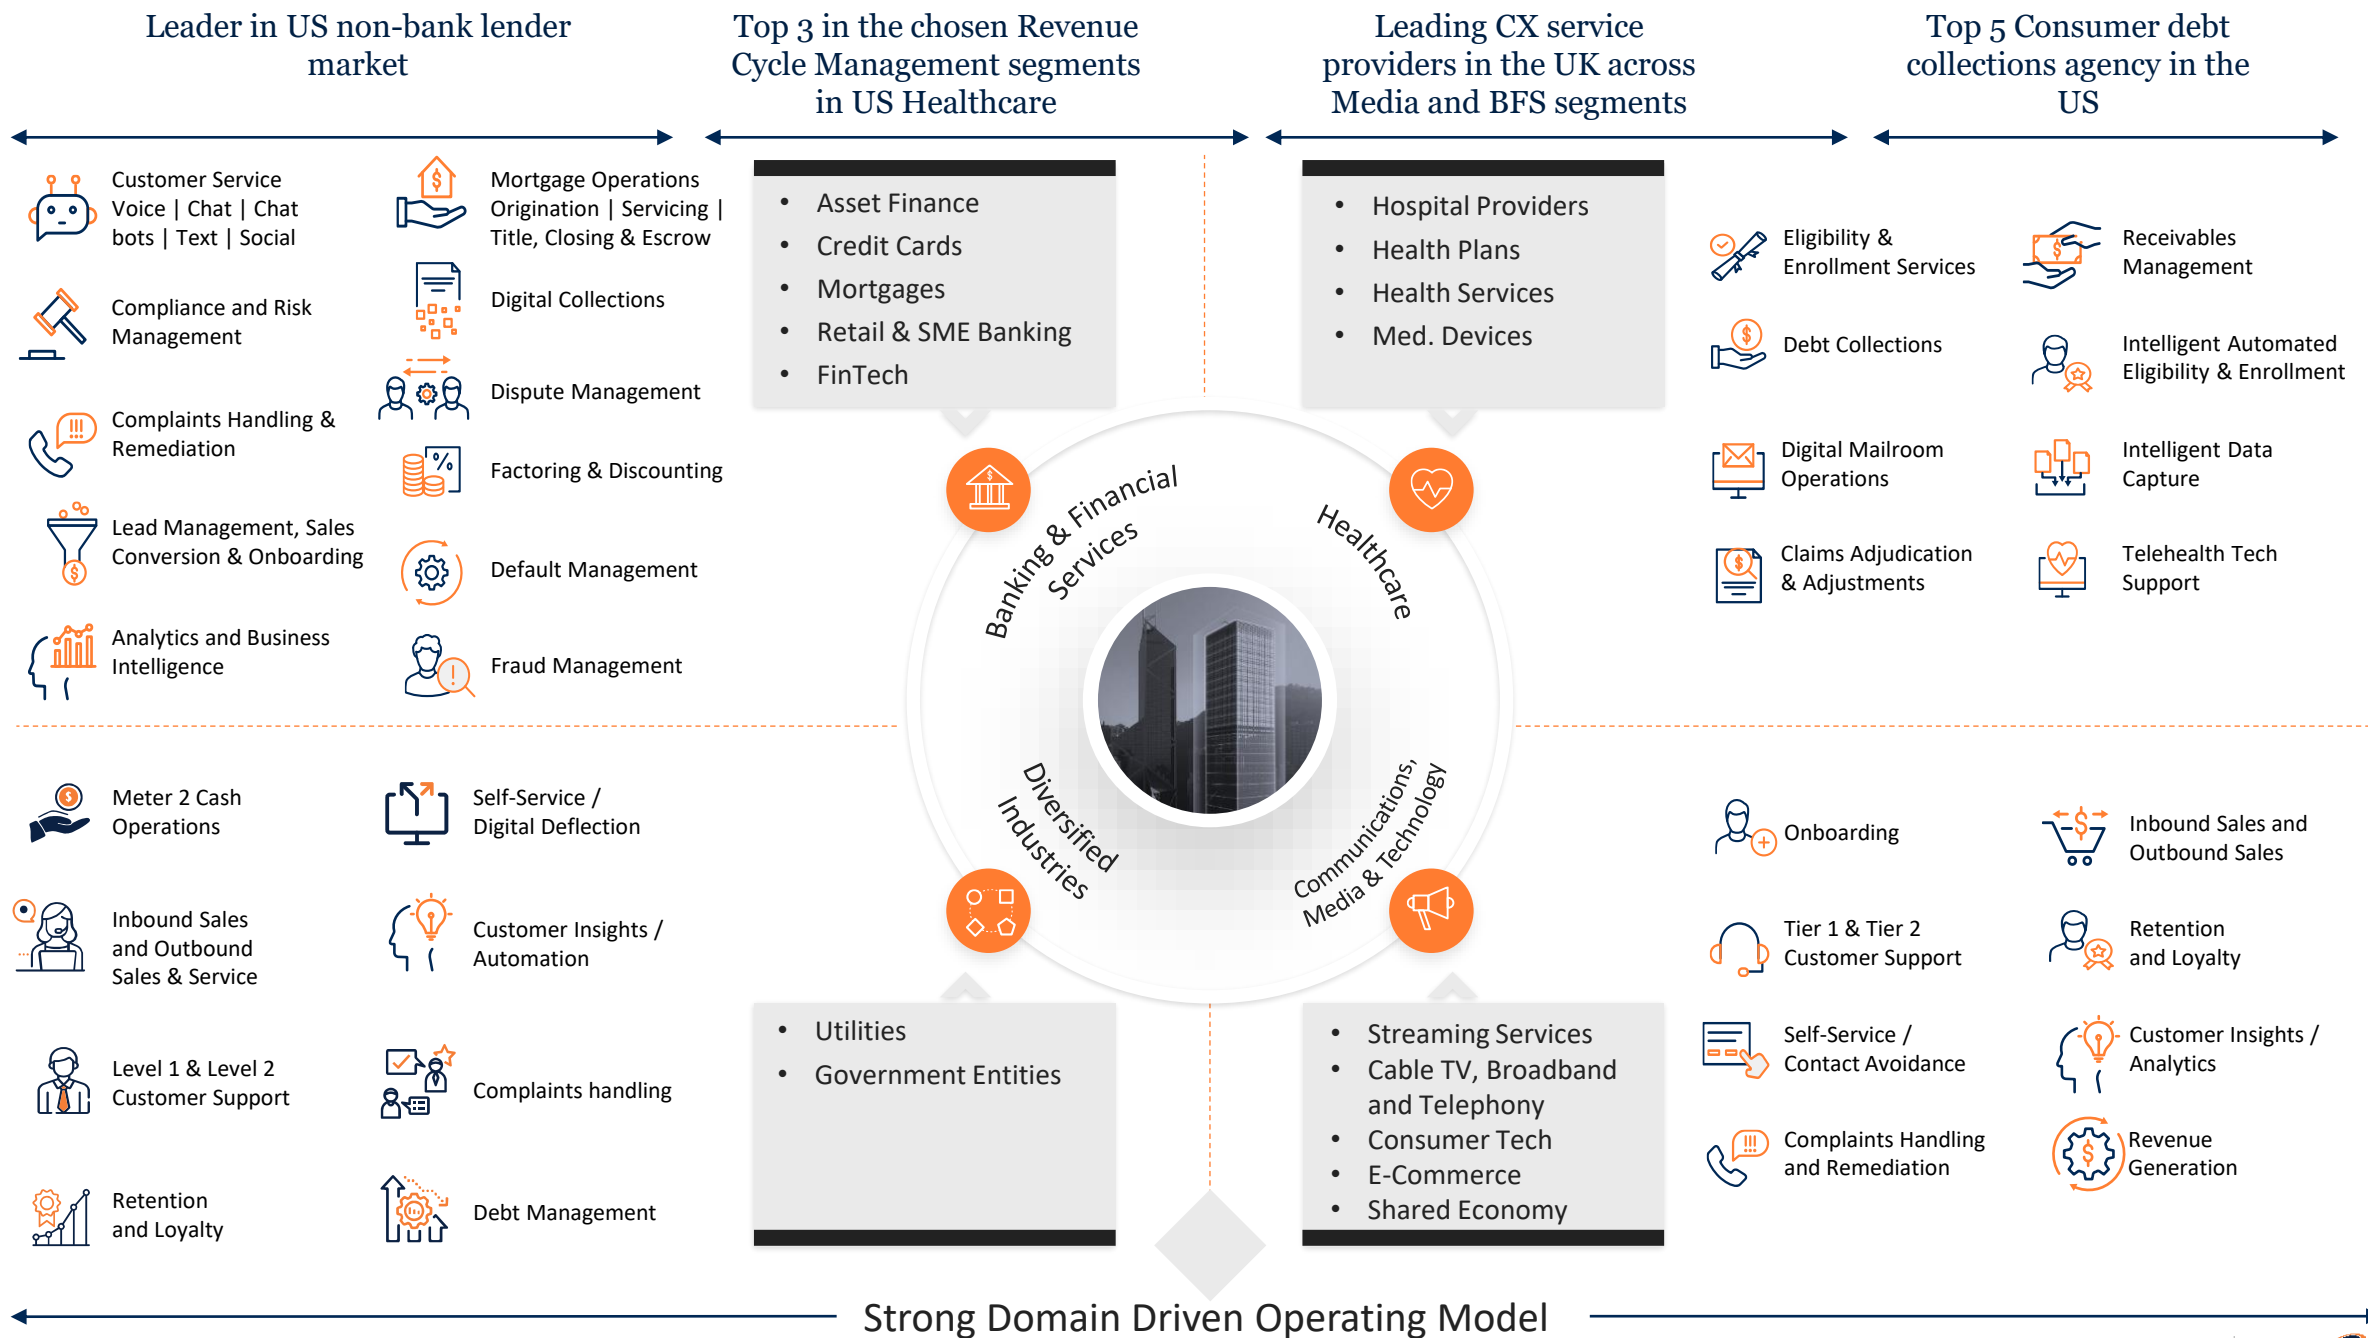 Leader in US non-bank lender
market
Top 3 in the chosen Revenue
Cycle Management segments
in US Healthcare
Leading CX service
providers in the UK across
Media and BFS segments
Top 5 Consumer debt
collections agency in the
US
Customer Service
Voice | Chat | Chat
bots | Text | Social
Compliance and Risk
Management
Complaints Handling &
Remediation
Lead Management, Sales
Conversion & Onboarding
Analytics and Business
Intelligence
Mortgage Operations
Origination | Servicing |
Title, Closing & Escrow
Digital Collections
Dispute Management
Factoring & Discounting
Default Management
Fraud Management
• Asset Finance
• Credit Cards
• Mortgages
• Retail & SME Banking
• FinTech
• Hospital Providers
• Health Plans
• Health Services
• Med. Devices
Eligibility &
Enrollment Services
Debt Collections
Digital Mailroom
Operations
Claims Adjudication
& Adjustments
Receivables
Management
Intelligent Automated
Eligibility & Enrollment
Intelligent Data
Capture
Telehealth Tech
Support
Banking & Financial
Services
Healthcare
Diversified
Industries
Communications,
Media & Technology
Meter 2 Cash
Operations
Inbound Sales
and Outbound
Sales & Service
Level 1 & Level 2
Customer Support
Retention
and Loyalty
Self-Service /
Digital Deflection
Customer Insights /
Automation
Complaints handling
Debt Management
• Utilities
• Government Entities
• Streaming Services
• Cable TV, Broadband
and Telephony
• Consumer Tech
• E-Commerce
• Shared Economy
Onboarding
Tier 1 & Tier 2
Customer Support
Self-Service /
Contact Avoidance
Complaints Handling
and Remediation
Inbound Sales and
Outbound Sales
Retention
and Loyalty
Customer Insights /
Analytics
Revenue
Generation
Strong Domain Driven Operating Model